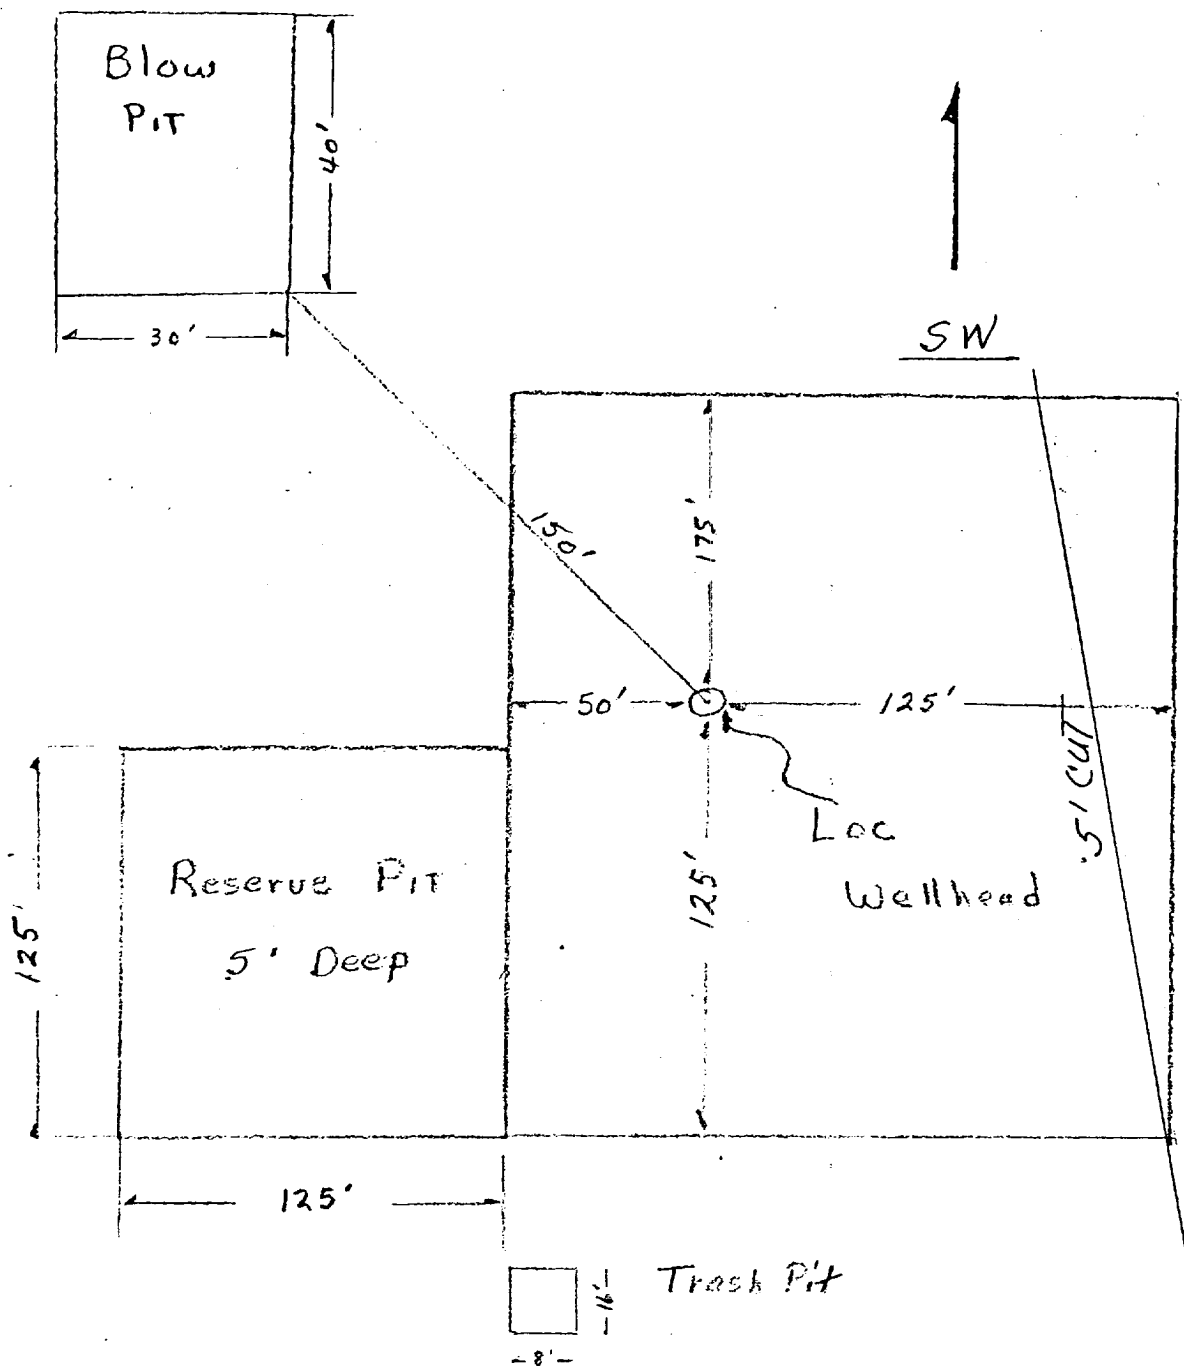 Blow
PIT
40'
30'
SW
150'
175'
50'
125'
5' CUT
Loc
Wellhead
125'
Reserve PIT
5' Deep
125'
125'
Trash Pit
16'
8'